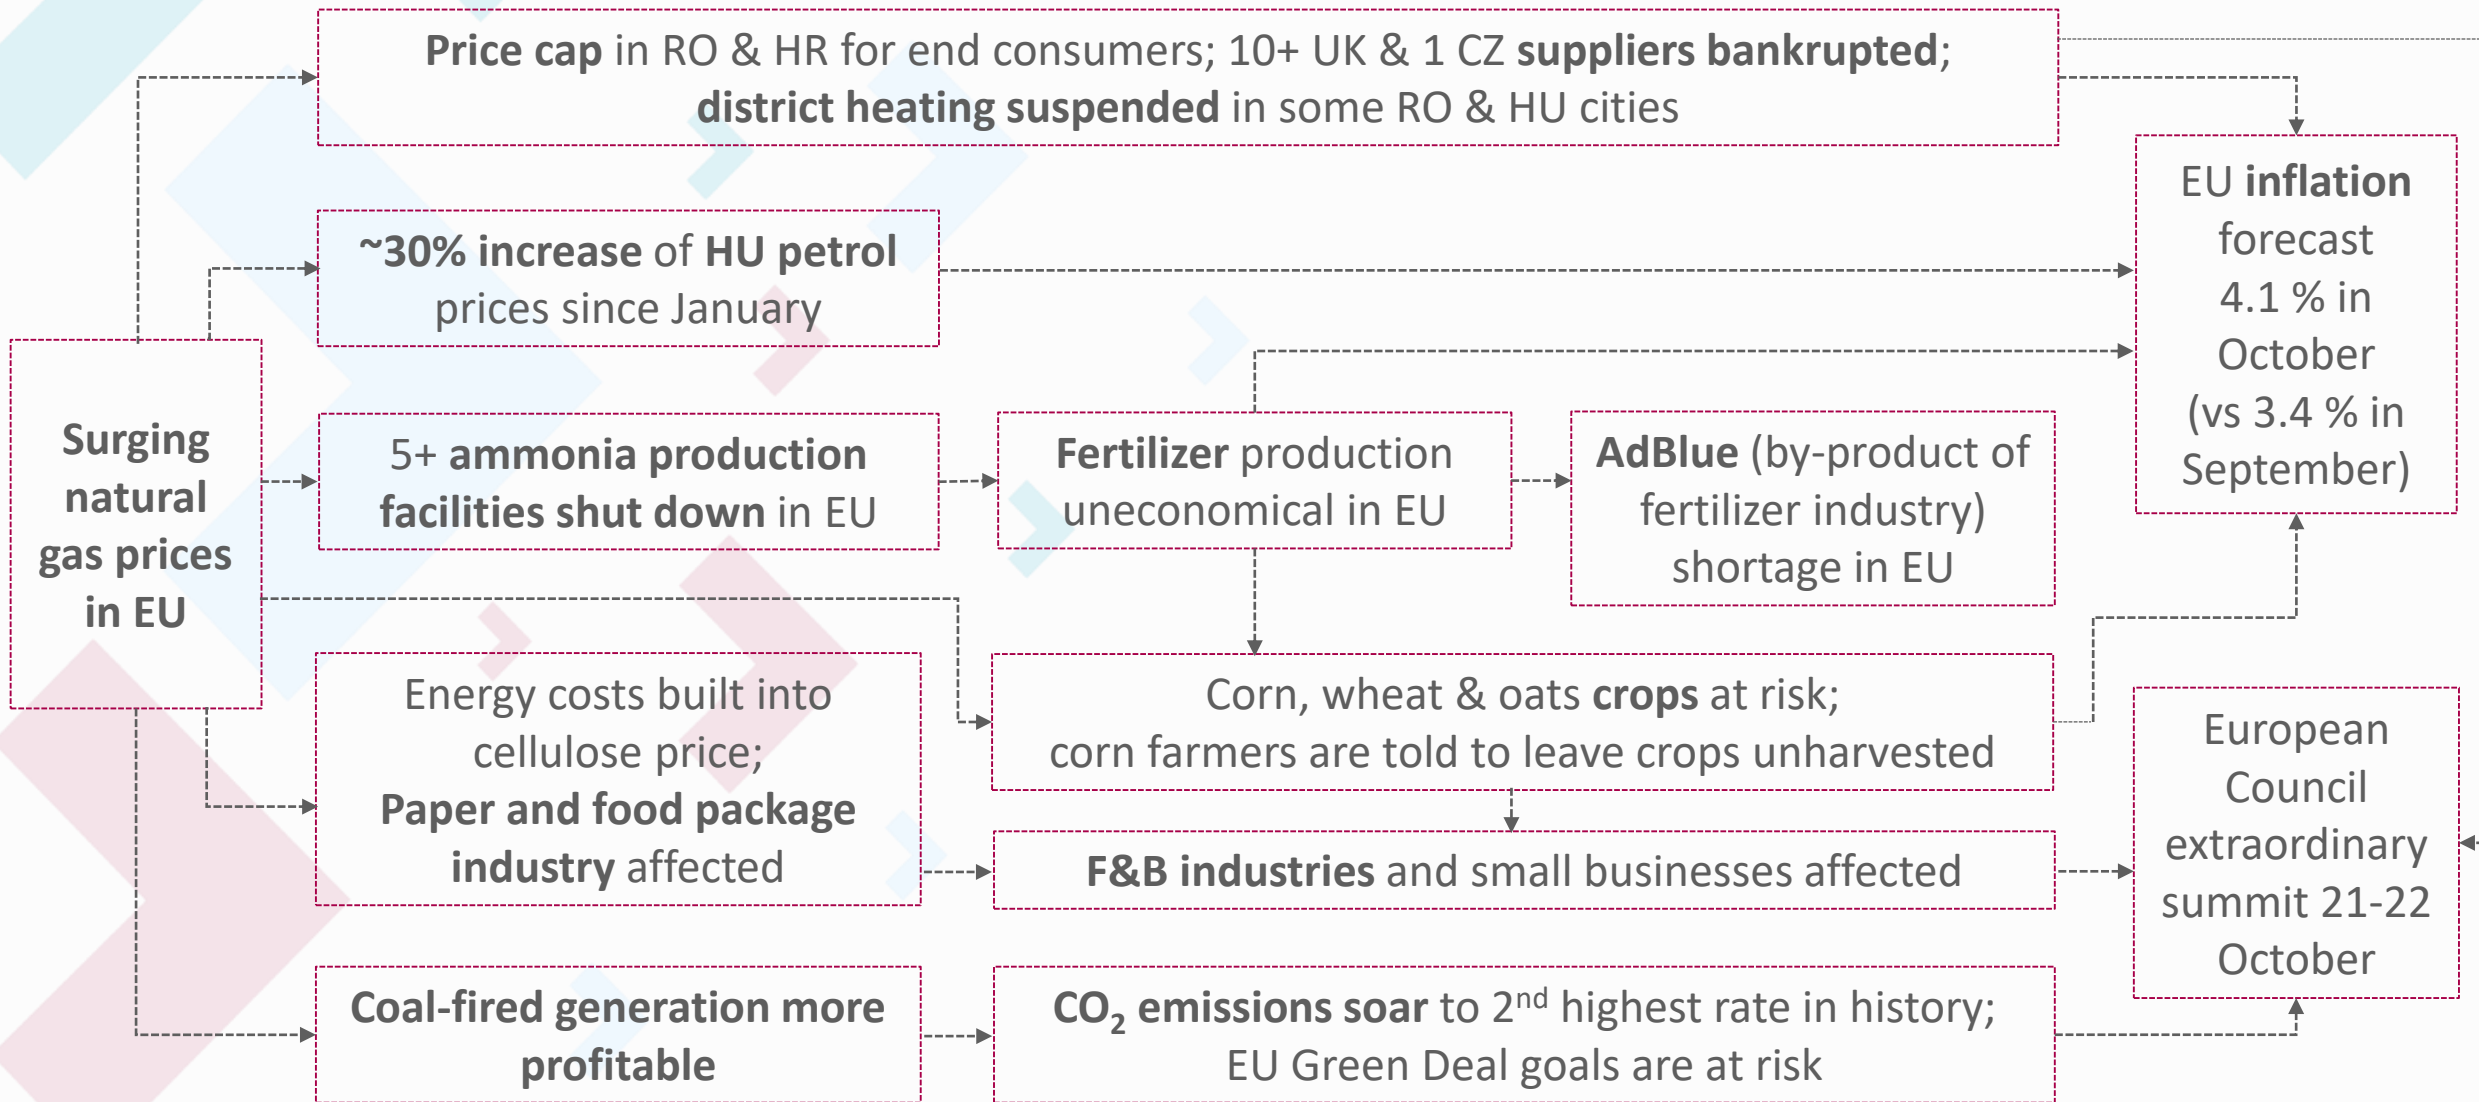 Price cap in RO & HR for end consumers; 10+ UK & 1 CZ suppliers bankrupted;
district heating suspended in some RO & HU cities
~30% increase of HU petrol
prices since January
EU inflation
forecast
4.1 % in
October
(vs 3.4 % in
September)
Surging
natural
gas prices
in EU
5+ ammonia production
facilities shut down in EU
Fertilizer production
uneconomical in EU
AdBlue (by-product of
fertilizer industry)
shortage in EU
Energy costs built into
cellulose price;
Paper and food package
industry affected
Corn, wheat & oats crops at risk;
corn farmers are told to leave crops unharvested
F&B industries and small businesses affected
European
Council
extraordinary
summit 21-22
October
Coal-fired generation more
profitable
CO₂ emissions soar to 2nd highest rate in history;
EU Green Deal goals are at risk